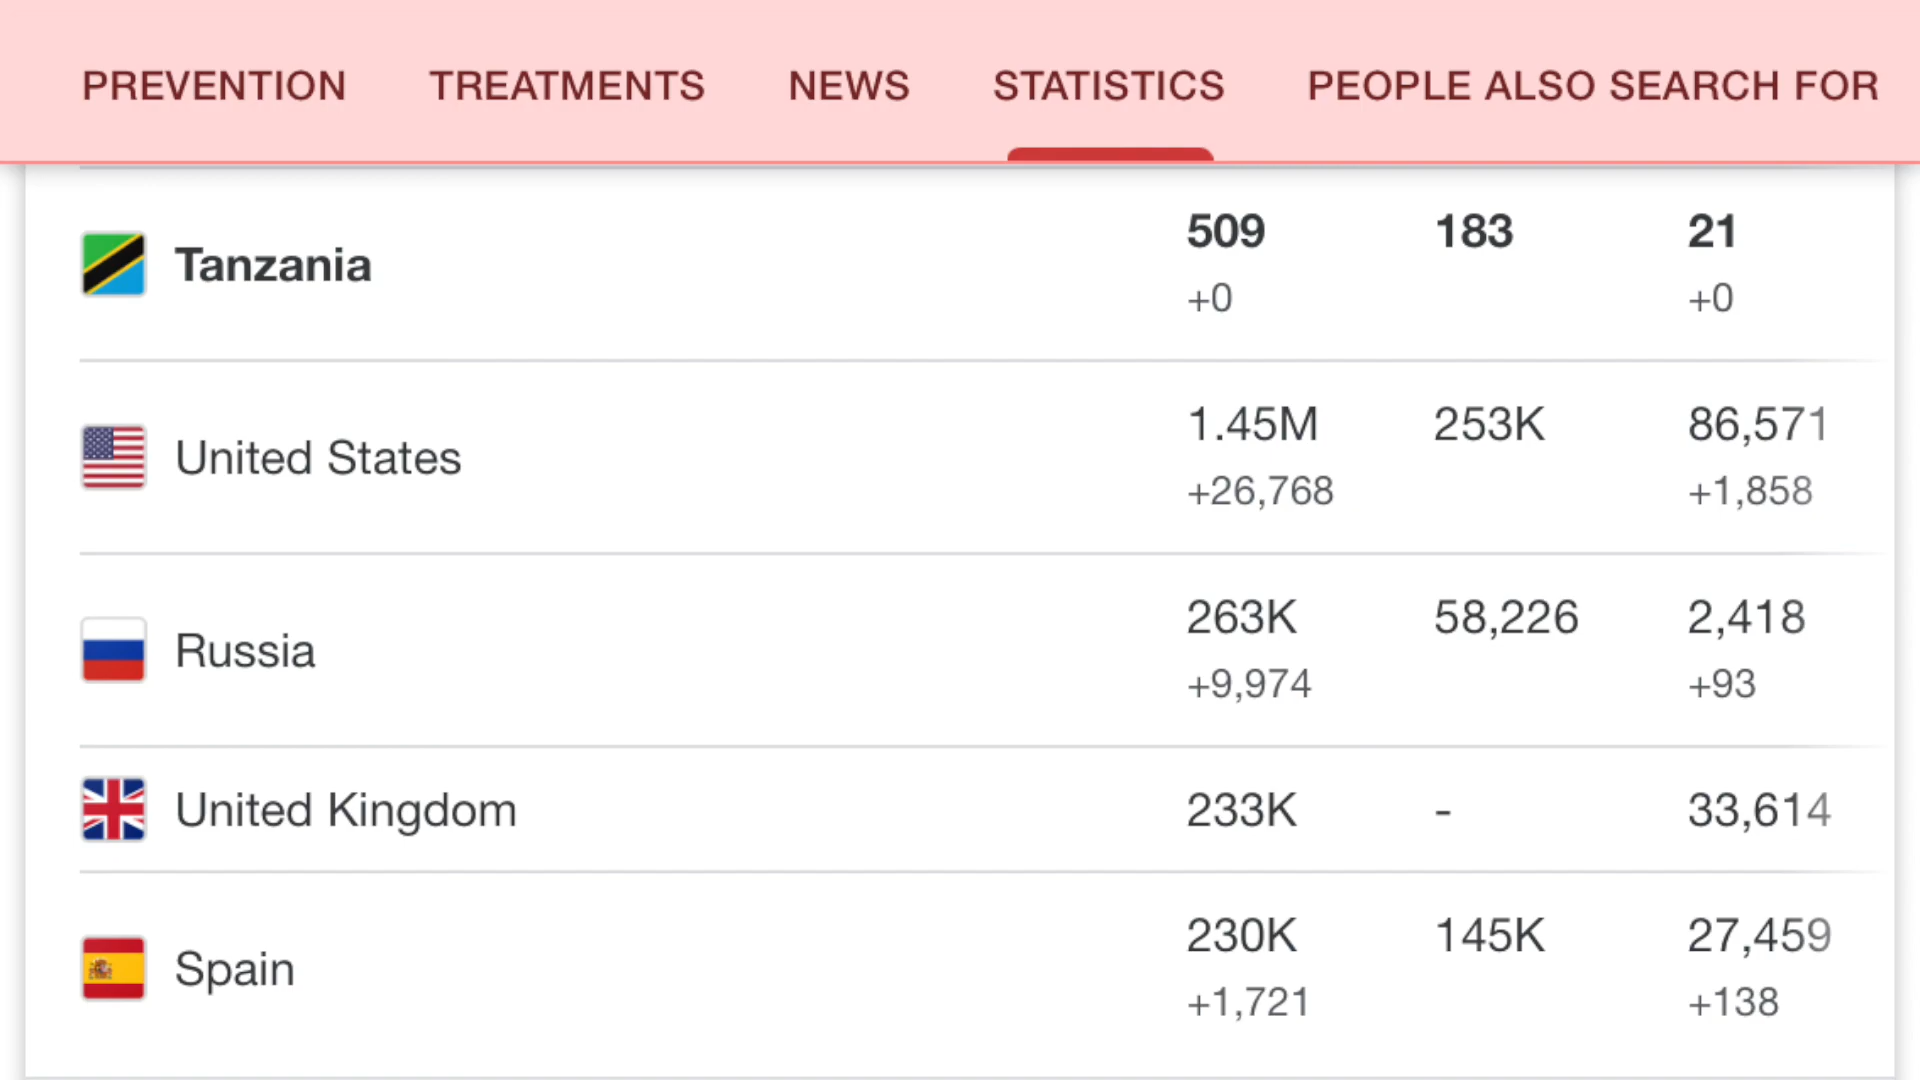 PREVENTION TREATMENTS NEWS STATISTICS PEOPLE ALSO SEARCH FOR
Tanzania 509 183 21
+0 +0
United States 1.45M 253K 86,571
+26,768 +1,858
Russia 263K 58,226 2,418
+9,974 +93
United Kingdom 233K - 33,614
Spain 230K 145K 27,459
+1,721 +138